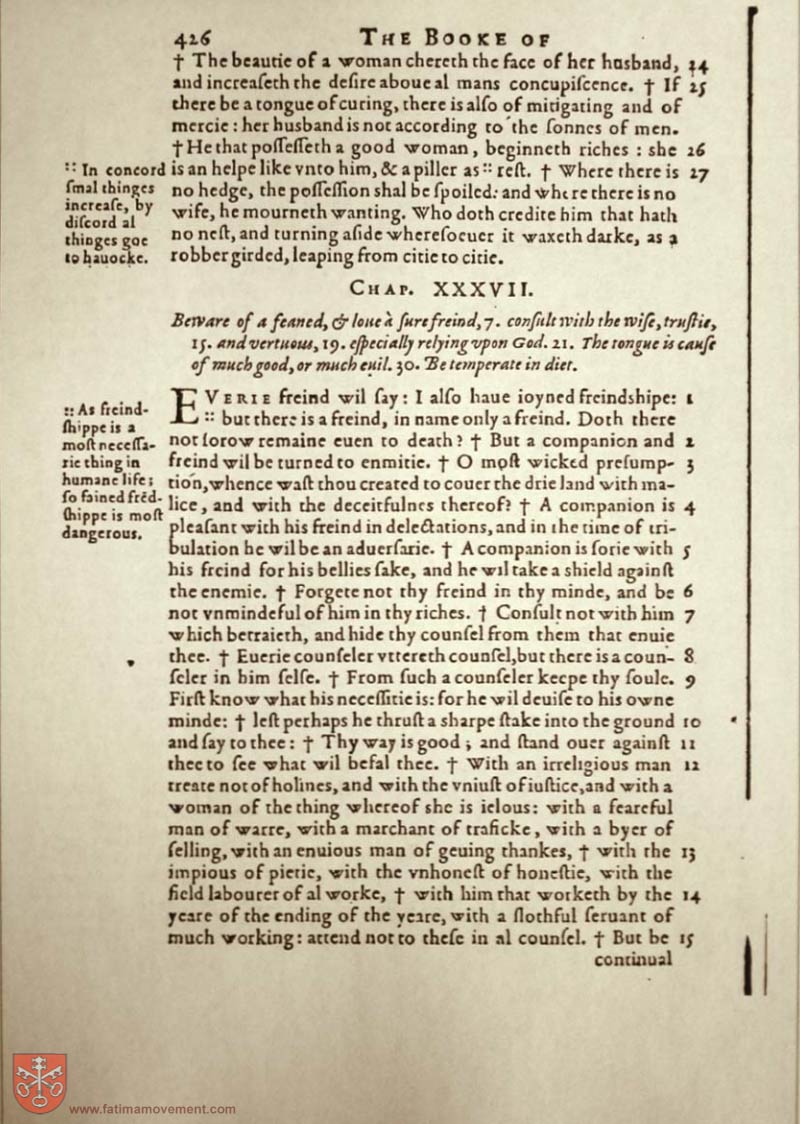 426 THE BOOKE OF
† The beautie of a woman chereth the face of her husband, 24
and increaſeth the deſire aboue al mans concupiſcence. † If 25
there be a tongue of curing, there is alſo of mitigating and of
mercie : her husband is not according to the ſonnes of men.
† He that poſſeſſeth a good woman, beginneth riches : she 26
is an helpe like vnto him, & a piller as :: reſt. † Where there is 27
no hedge, the poſſeſſion shal be ſpoiled: and where there is no
wife, he mourneth wanting. Who doth credite him that hath
no neſt, and turning aſide whereſoeuer it waxeth darke, as a
robber girded, leaping from citie to citie.
:: In concord
ſmal thinges
increaſe, by
diſcord al
thinges goe
to hauocke.
CHAP. XXXVII.
Beware of a feaned, & loue a ſure freind, 7. conſult with the wiſe, truſtie,
15. and vertuous, 19. eſpecially relying vpon God. 21. The tongue is cauſe
of much good, or much euil. 30. Be temperate in diet.
EVERIE freind wil ſay: I alſo haue ioyned freindshipe: 1
:: but there is a freind, in name only a freind. Doth there
not ſorow remaine euen to death? † But a companion and 2
freind wil be turned to enmitie. † O moſt wicked preſump- 3
tion, whence waſt thou created to couer the drie land with ma-
lice, and with the deceitfulnes thereof? † A companion is 4
pleaſant with his freind in delectations, and in the time of tri-
bulation he wil be an aduerſarie. † A companion is ſorie with 5
his freind for his bellies ſake, and he wil take a shield againſt
the enemie. † Forgete not thy freind in thy minde, and be 6
not vnmindeful of him in thy riches. † Conſult not with him 7
which betraieth, and hide thy counſel from them that enuie
thee. † Euerie counſeler vttereth counſel, but there is a coun- 8
ſeler in him ſelfe. † From ſuch a counſeler keepe thy ſoule. 9
Firſt know what his neceſſitie is: for he wil deuiſe to his owne
minde: † leſt perhaps he thruſt a sharpe ſtake into the ground 10
and ſay to thee : † Thy way is good ; and ſtand ouer againſt 11
thee to ſee what wil befal thee. † With an irreligious man 12
treate not of holines, and with the vniuſt of iuſtice, and with a
woman of the thing whereof she is ielous: with a feareful
man of warre, with a marchant of traficke, with a byer of
ſelling, with an enuious man of geuing thankes, † with the 13
impious of pietie, with the vnhoneſt of honeſtie, with the
field labourer of al worke, † with him that worketh by the 14
yeare of the ending of the yeare, with a ſlothful ſeruant of
much working: attend not to theſe in al counſel. † But be 15
continual
:: As freind-
ſhippe is a
moſt neceſſa-
rie thing in
humane life;
ſo fained frēd-
ſhippe is moſt
dangerous.
www.fatimamovement.com